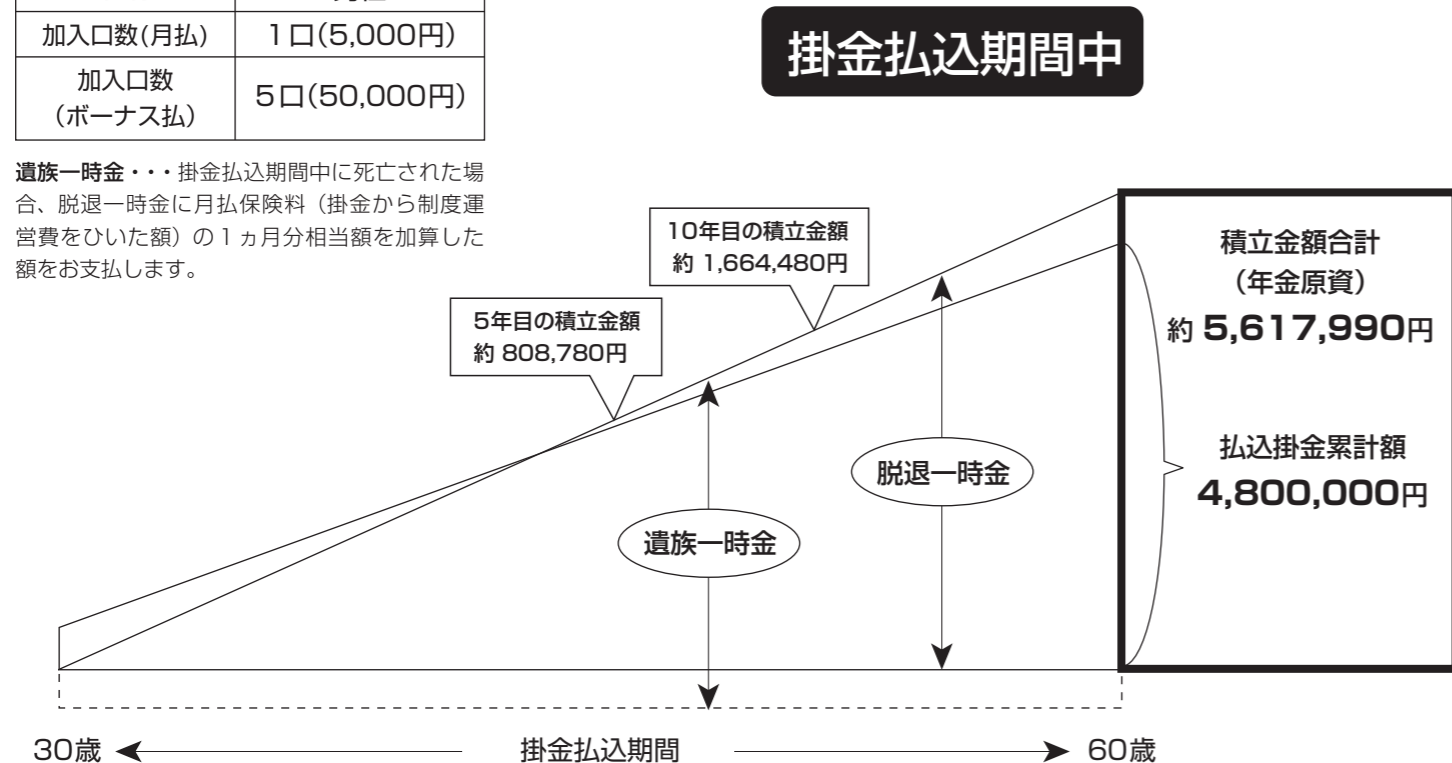 加入口数(月払)
1口(5,000円)
加入口数
(ボーナス払)
5口(50,000円)
掛金払込期間中
遺族一時金・・・掛金払込期間中に死亡された場
合、脱退一時金に月払保険料（掛金から制度運
営費をひいた額）の１ヵ月分相当額を加算した
額をお支払します。
10年目の積立金額
約 1,664,480円
5年目の積立金額
約 808,780円
積立金額合計
（年金原資）
約 5,617,990円
払込掛金累計額
4,800,000円
脱退一時金
遺族一時金
30歳
掛金払込期間
60歳